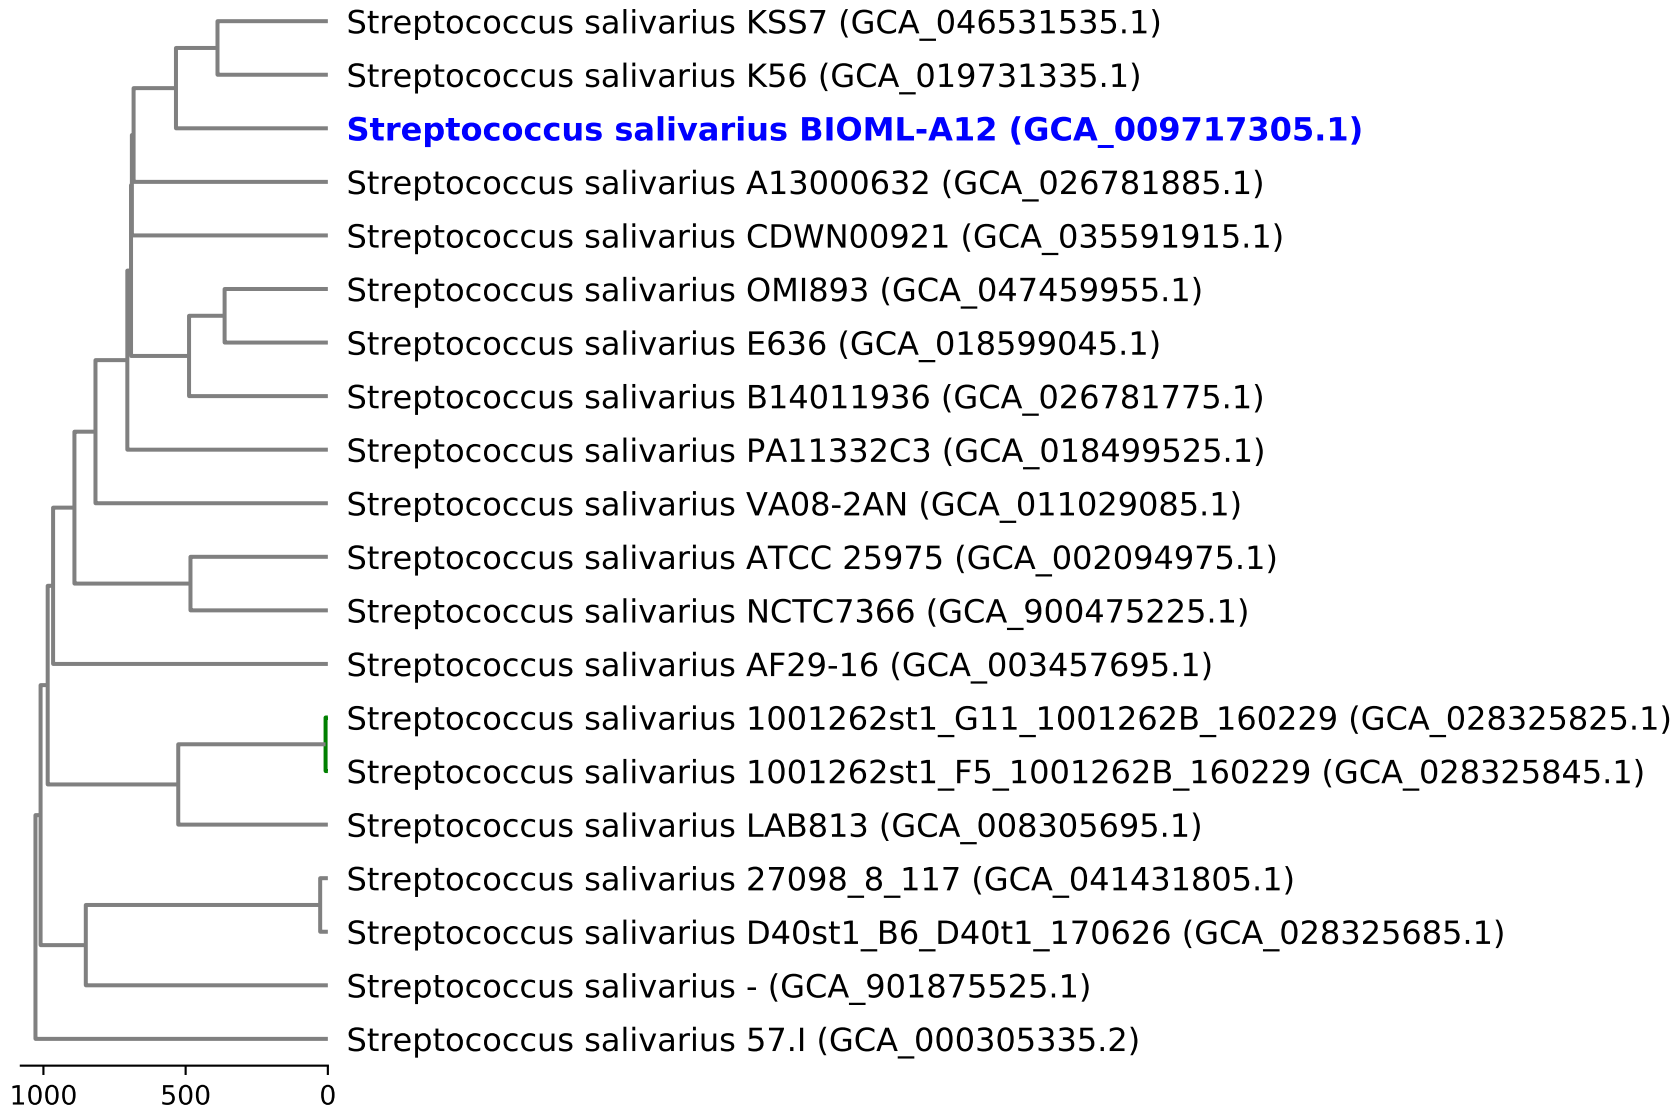 Streptococcus salivarius KSS7 (GCA_046531535.1)
Streptococcus salivarius K56 (GCA_019731335.1)
Streptococcus salivarius BIOML-A12 (GCA_009717305.1)
Streptococcus salivarius A13000632 (GCA_026781885.1)
Streptococcus salivarius CDWN00921 (GCA_035591915.1)
Streptococcus salivarius OMI893 (GCA_047459955.1)
Streptococcus salivarius E636 (GCA_018599045.1)
Streptococcus salivarius B14011936 (GCA_026781775.1)
Streptococcus salivarius PA11332C3 (GCA_018499525.1)
Streptococcus salivarius VA08-2AN (GCA_011029085.1)
Streptococcus salivarius ATCC 25975 (GCA_002094975.1)
Streptococcus salivarius NCTC7366 (GCA_900475225.1)
Streptococcus salivarius AF29-16 (GCA_003457695.1)
Streptococcus salivarius 1001262st1_G11_1001262B_160229 (GCA_028325825.1)
Streptococcus salivarius 1001262st1_F5_1001262B_160229 (GCA_028325845.1)
Streptococcus salivarius LAB813 (GCA_008305695.1)
Streptococcus salivarius 27098_8_117 (GCA_041431805.1)
Streptococcus salivarius D40st1_B6_D40t1_170626 (GCA_028325685.1)
Streptococcus salivarius - (GCA_901875525.1)
Streptococcus salivarius 57.I (GCA_000305335.2)
1000 500 0